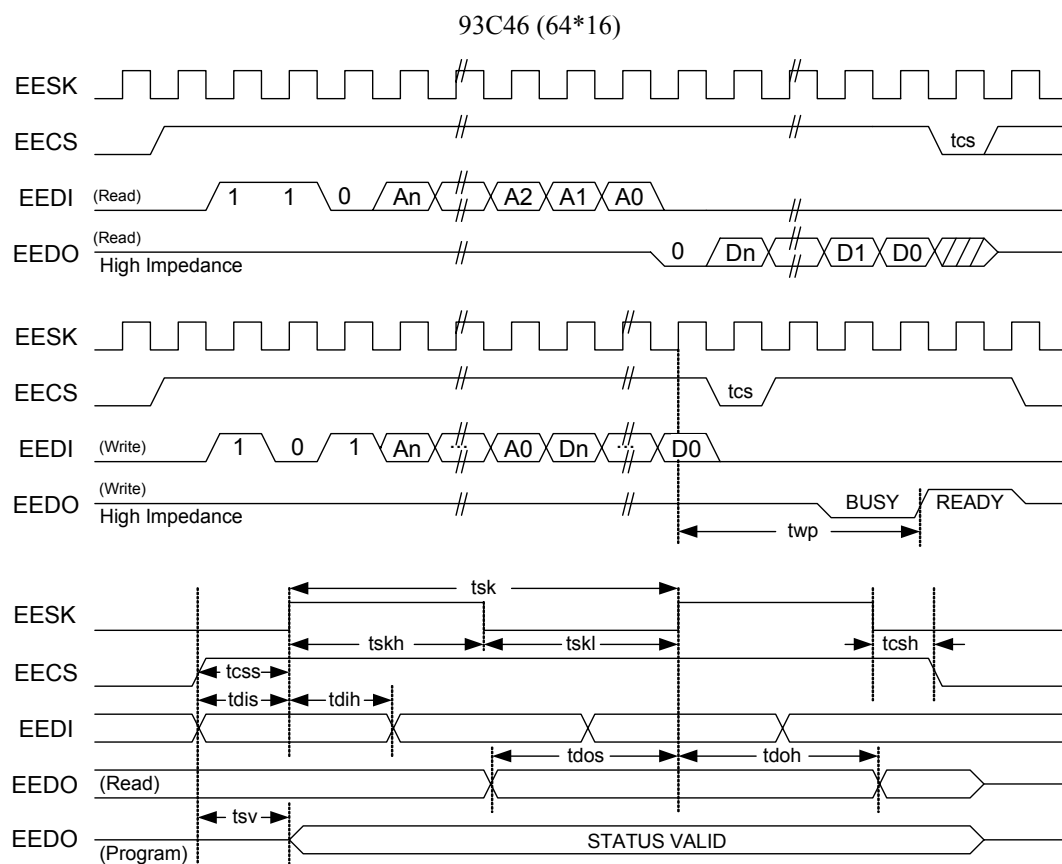 93C46 (64*16)
EESK
EECS tcs
EEDI (Read) 1 1 0 An A2 A1 A0
EEDO (Read) High Impedance 0 Dn D1 D0
EESK
EECS tcs
EEDI (Write) 1 0 1 An ... A0 Dn ... D0
EEDO (Write) High Impedance BUSY READY
twp
tsk
EESK
tskh tskl tcsh
EECS tcss
tdis tdih
EEDI
tdos tdoh
EEDO (Read)
tsv
EEDO (Program) STATUS VALID